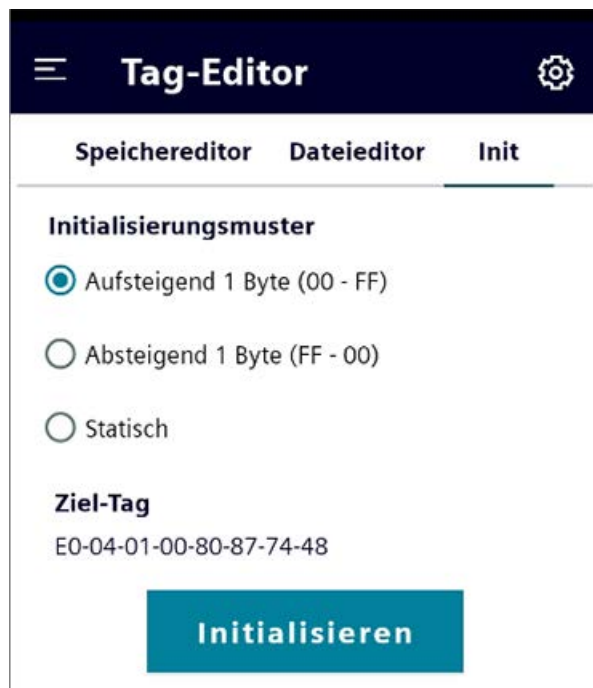 Tag-Editor
Speichereditor Dateieditor Init
Initialisierungsmuster
Aufsteigend 1 Byte (00 - FF)
Absteigend 1 Byte (FF - 00)
Statisch
Ziel-Tag
E0-04-01-00-80-87-74-48
Initialisieren